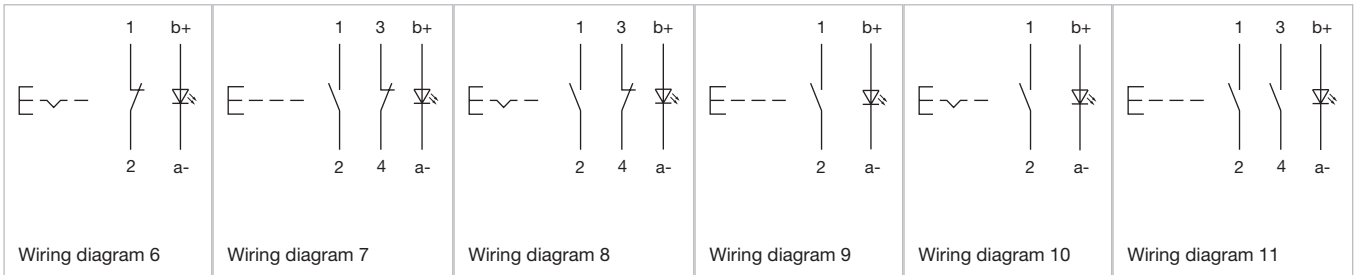 1 b+
2 a-
Wiring diagram 6
1 3 b+
2 4 a-
Wiring diagram 7
1 3 b+
2 4 a-
Wiring diagram 8
1 b+
2 a-
Wiring diagram 9
1 b+
2 a-
Wiring diagram 10
1 3 b+
2 4 a-
Wiring diagram 11